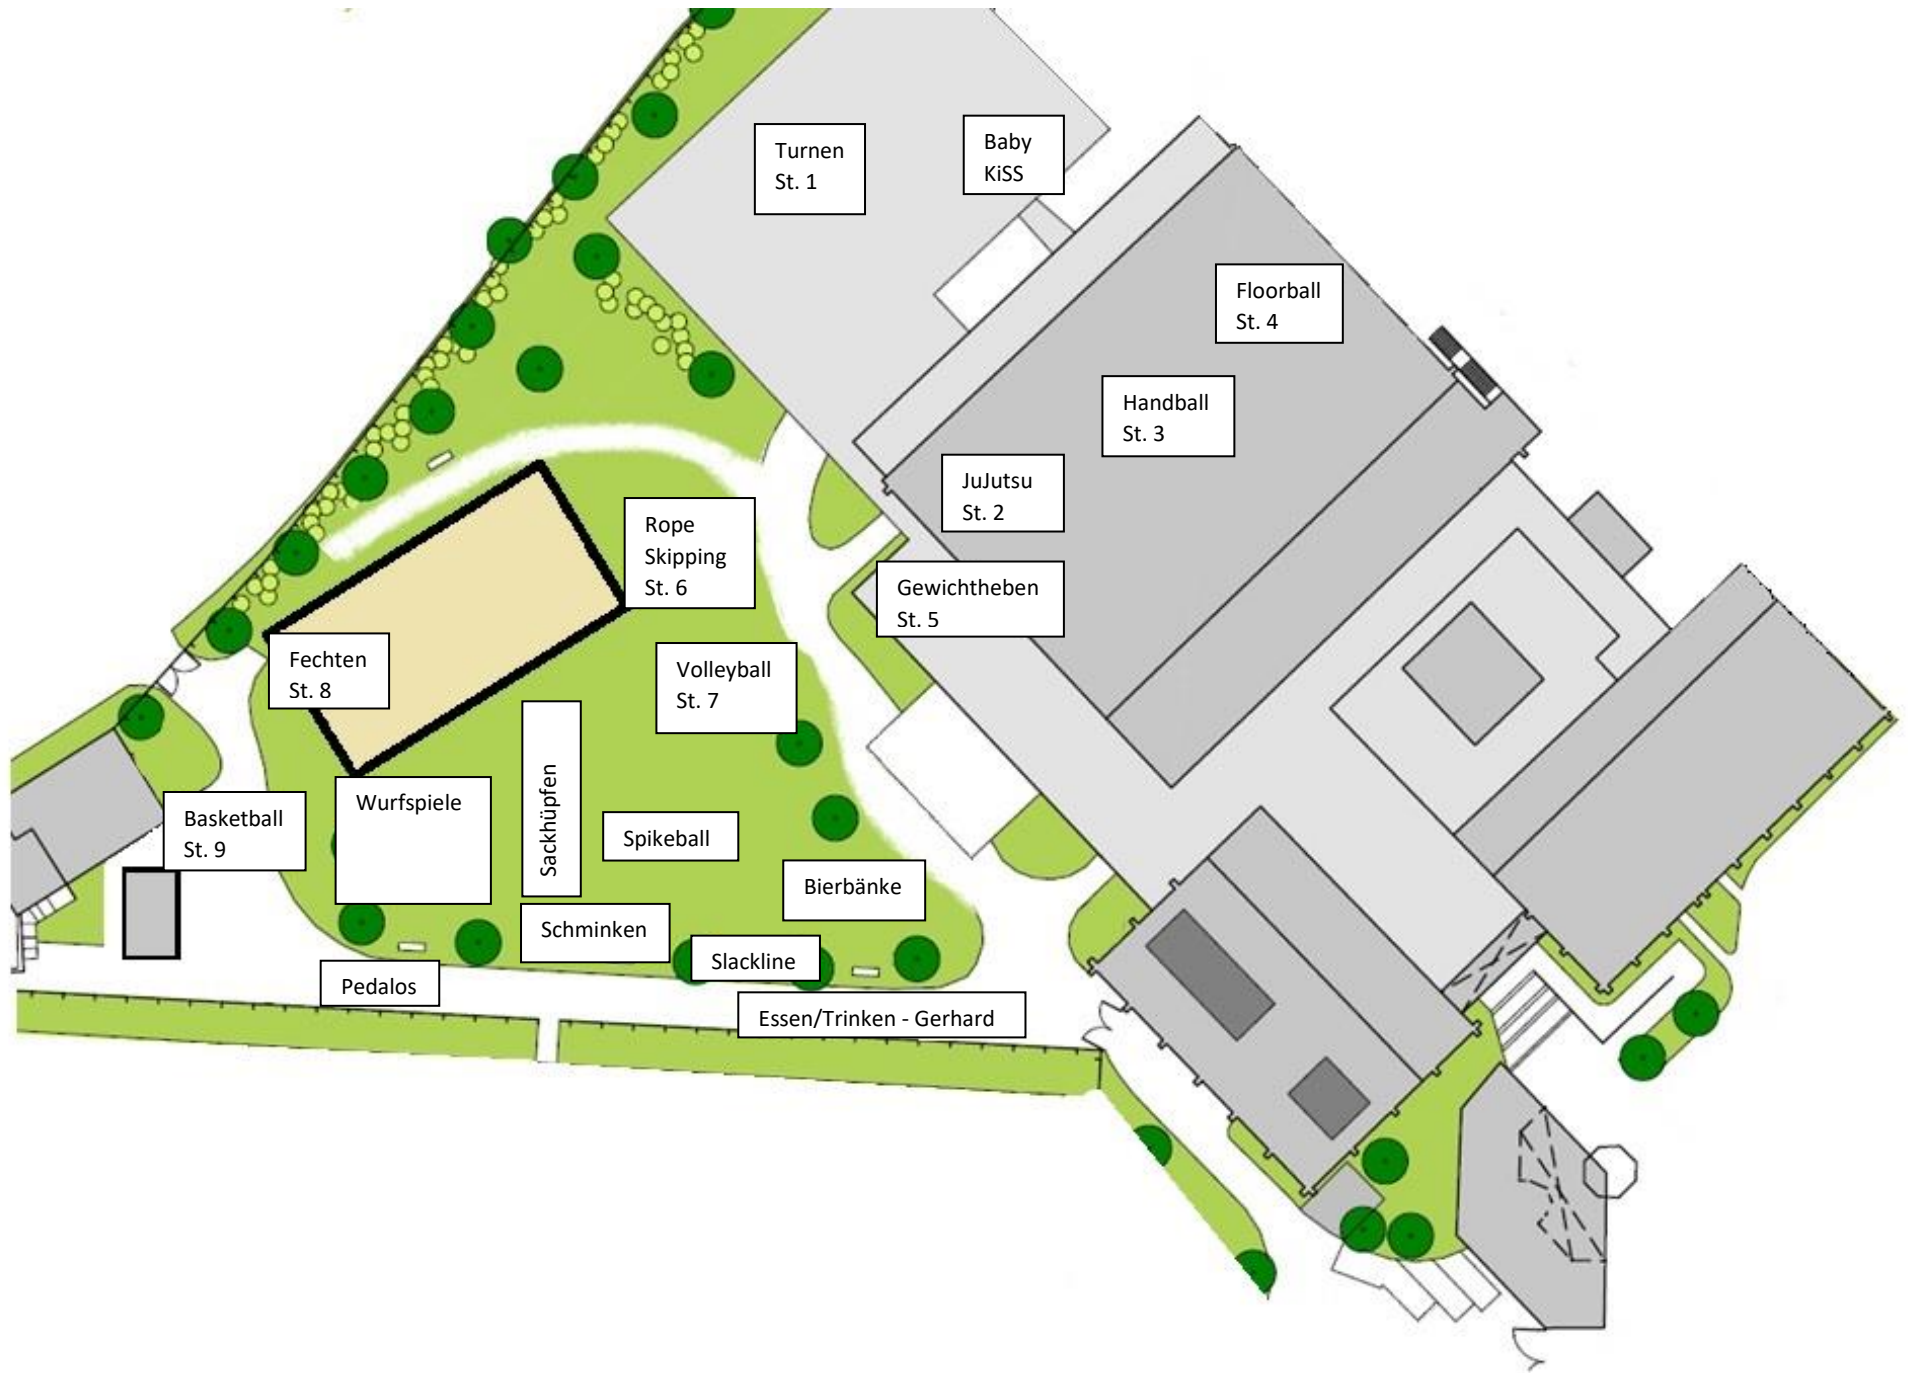 Turnen
St. 1
Baby
KiSS
Floorball
St. 4
Handball
St. 3
JuJutsu
St. 2
Gewichtheben
St. 5
Rope
Skipping
St. 6
Volleyball
St. 7
Fechten
St. 8
Basketball
St. 9
Wurfspiele
Sackhüpfen
Spikeball
Bierbänke
Schminken
Slackline
Pedalos
Essen/Trinken - Gerhard